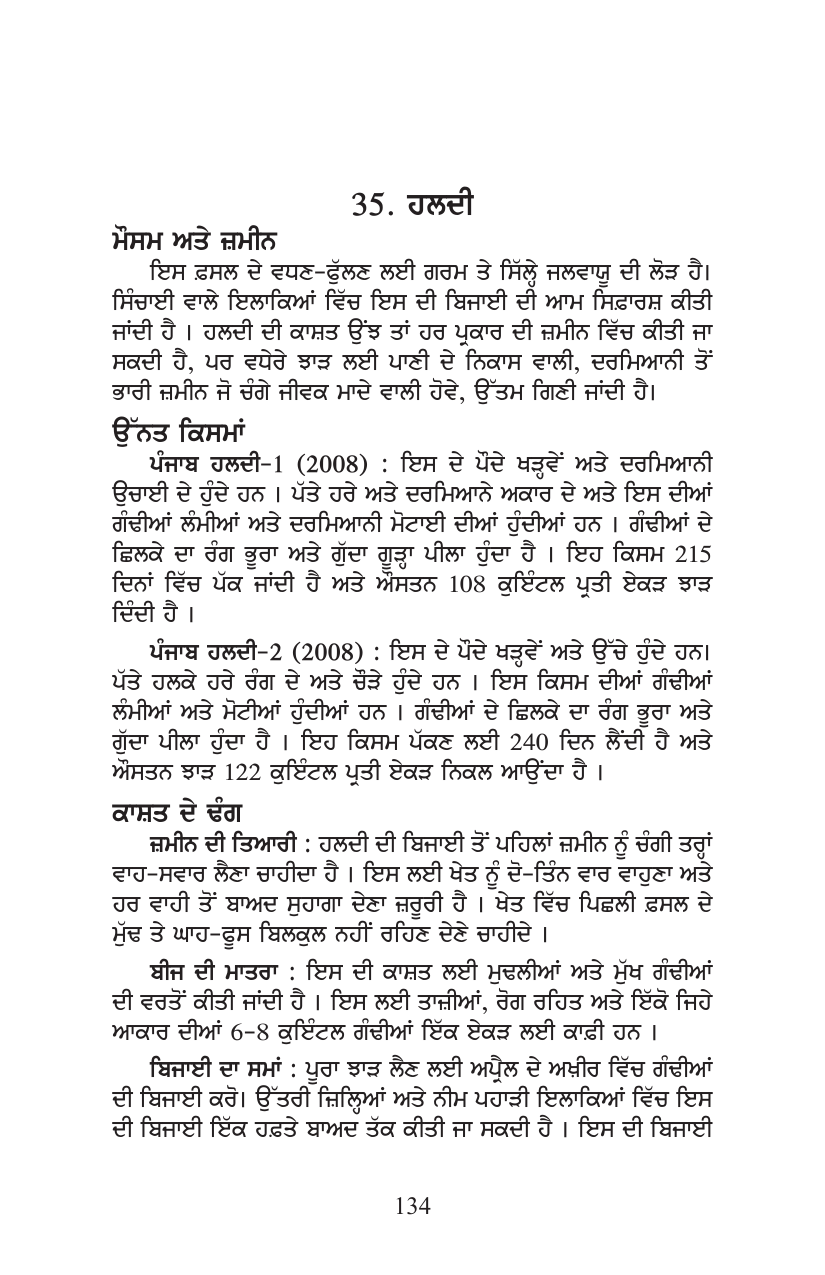 35. ਹਲਦੀ
ਮੌਸਮ ਅਤੇ ਜ਼ਮੀਨ
ਇਸ ਫ਼ਸਲ ਦੇ ਵਧਣ-ਫੁੱਲਣ ਲਈ ਗਰਮ ਤੇ ਸਿੱਲ੍ਹੇ ਜਲਵਾਯੂ ਦੀ ਲੋੜ ਹੈ।
ਸਿੰਚਾਈ ਵਾਲੇ ਇਲਾਕਿਆਂ ਵਿੱਚ ਇਸ ਦੀ ਬਿਜਾਈ ਦੀ ਆਮ ਸਿਫ਼ਾਰਸ਼ ਕੀਤੀ
ਜਾਂਦੀ ਹੈ । ਹਲਦੀ ਦੀ ਕਾਸ਼ਤ ਉਂਝ ਤਾਂ ਹਰ ਪ੍ਰਕਾਰ ਦੀ ਜ਼ਮੀਨ ਵਿੱਚ ਕੀਤੀ ਜਾ
ਸਕਦੀ ਹੈ, ਪਰ ਵਧੇਰੇ ਝਾੜ ਲਈ ਪਾਣੀ ਦੇ ਨਿਕਾਸ ਵਾਲੀ, ਦਰਮਿਆਨੀ ਤੋਂ
ਭਾਰੀ ਜ਼ਮੀਨ ਜੋ ਚੰਗੇ ਜੀਵਕ ਮਾਦੇ ਵਾਲੀ ਹੋਵੇ, ਉੱਤਮ ਗਿਣੀ ਜਾਂਦੀ ਹੈ।
ਉੱਨਤ ਕਿਸਮਾਂ
ਪੰਜਾਬ ਹਲਦੀ-1 (2008) : ਇਸ ਦੇ ਪੌਦੇ ਖੜ੍ਹਵੇਂ ਅਤੇ ਦਰਮਿਆਨੀ
ਉਚਾਈ ਦੇ ਹੁੰਦੇ ਹਨ । ਪੱਤੇ ਹਰੇ ਅਤੇ ਦਰਮਿਆਨੇ ਅਕਾਰ ਦੇ ਅਤੇ ਇਸ ਦੀਆਂ
ਗੰਢੀਆਂ ਲੰਮੀਆਂ ਅਤੇ ਦਰਮਿਆਨੀ ਮੋਟਾਈ ਦੀਆਂ ਹੁੰਦੀਆਂ ਹਨ । ਗੰਢੀਆਂ ਦੇ
ਛਿਲਕੇ ਦਾ ਰੰਗ ਭੂਰਾ ਅਤੇ ਗੁੱਦਾ ਗੂੜ੍ਹਾ ਪੀਲਾ ਹੁੰਦਾ ਹੈ । ਇਹ ਕਿਸਮ 215
ਦਿਨਾਂ ਵਿੱਚ ਪੱਕ ਜਾਂਦੀ ਹੈ ਅਤੇ ਔਸਤਨ 108 ਕੁਇੰਟਲ ਪ੍ਰਤੀ ਏਕੜ ਝਾੜ
ਦਿੰਦੀ ਹੈ ।
ਪੰਜਾਬ ਹਲਦੀ-2 (2008) : ਇਸ ਦੇ ਪੌਦੇ ਖੜ੍ਹਵੇਂ ਅਤੇ ਉੱਚੇ ਹੁੰਦੇ ਹਨ।
ਪੱਤੇ ਹਲਕੇ ਹਰੇ ਰੰਗ ਦੇ ਅਤੇ ਚੌੜੇ ਹੁੰਦੇ ਹਨ । ਇਸ ਕਿਸਮ ਦੀਆਂ ਗੰਢੀਆਂ
ਲੰਮੀਆਂ ਅਤੇ ਮੋਟੀਆਂ ਹੁੰਦੀਆਂ ਹਨ । ਗੰਢੀਆਂ ਦੇ ਛਿਲਕੇ ਦਾ ਰੰਗ ਭੂਰਾ ਅਤੇ
ਗੁੱਦਾ ਪੀਲਾ ਹੁੰਦਾ ਹੈ । ਇਹ ਕਿਸਮ ਪੱਕਣ ਲਈ 240 ਦਿਨ ਲੈਂਦੀ ਹੈ ਅਤੇ
ਔਸਤਨ ਝਾੜ 122 ਕੁਇੰਟਲ ਪ੍ਰਤੀ ਏਕੜ ਨਿਕਲ ਆਉਂਦਾ ਹੈ ।
ਕਾਸ਼ਤ ਦੇ ਢੰਗ
ਜ਼ਮੀਨ ਦੀ ਤਿਆਰੀ : ਹਲਦੀ ਦੀ ਬਿਜਾਈ ਤੋਂ ਪਹਿਲਾਂ ਜ਼ਮੀਨ ਨੂੰ ਚੰਗੀ ਤਰ੍ਹਾਂ
ਵਾਹ-ਸਵਾਰ ਲੈਣਾ ਚਾਹੀਦਾ ਹੈ । ਇਸ ਲਈ ਖੇਤ ਨੂੰ ਦੋ-ਤਿੰਨ ਵਾਰ ਵਾਹੁਣਾ ਅਤੇ
ਹਰ ਵਾਹੀ ਤੋਂ ਬਾਅਦ ਸੁਹਾਗਾ ਦੇਣਾ ਜ਼ਰੂਰੀ ਹੈ । ਖੇਤ ਵਿੱਚ ਪਿਛਲੀ ਫ਼ਸਲ ਦੇ
ਮੁੱਢ ਤੇ ਘਾਹ-ਫੂਸ ਬਿਲਕੁਲ ਨਹੀਂ ਰਹਿਣ ਦੇਣੇ ਚਾਹੀਦੇ ।
ਬੀਜ ਦੀ ਮਾਤਰਾ : ਇਸ ਦੀ ਕਾਸ਼ਤ ਲਈ ਮੁਢਲੀਆਂ ਅਤੇ ਮੁੱਖ ਗੰਢੀਆਂ
ਦੀ ਵਰਤੋਂ ਕੀਤੀ ਜਾਂਦੀ ਹੈ । ਇਸ ਲਈ ਤਾਜ਼ੀਆਂ, ਰੋਗ ਰਹਿਤ ਅਤੇ ਇੱਕੋ ਜਿਹੇ
ਆਕਾਰ ਦੀਆਂ 6-8 ਕੁਇੰਟਲ ਗੰਢੀਆਂ ਇੱਕ ਏਕੜ ਲਈ ਕਾਫ਼ੀ ਹਨ ।
ਬਿਜਾਈ ਦਾ ਸਮਾਂ : ਪੂਰਾ ਝਾੜ ਲੈਣ ਲਈ ਅਪ੍ਰੈਲ ਦੇ ਅਖ਼ੀਰ ਵਿੱਚ ਗੰਢੀਆਂ
ਦੀ ਬਿਜਾਈ ਕਰੋ। ਉੱਤਰੀ ਜ਼ਿਲ੍ਹਿਆਂ ਅਤੇ ਨੀਮ ਪਹਾੜੀ ਇਲਾਕਿਆਂ ਵਿੱਚ ਇਸ
ਦੀ ਬਿਜਾਈ ਇੱਕ ਹਫ਼ਤੇ ਬਾਅਦ ਤੱਕ ਕੀਤੀ ਜਾ ਸਕਦੀ ਹੈ । ਇਸ ਦੀ ਬਿਜਾਈ
134